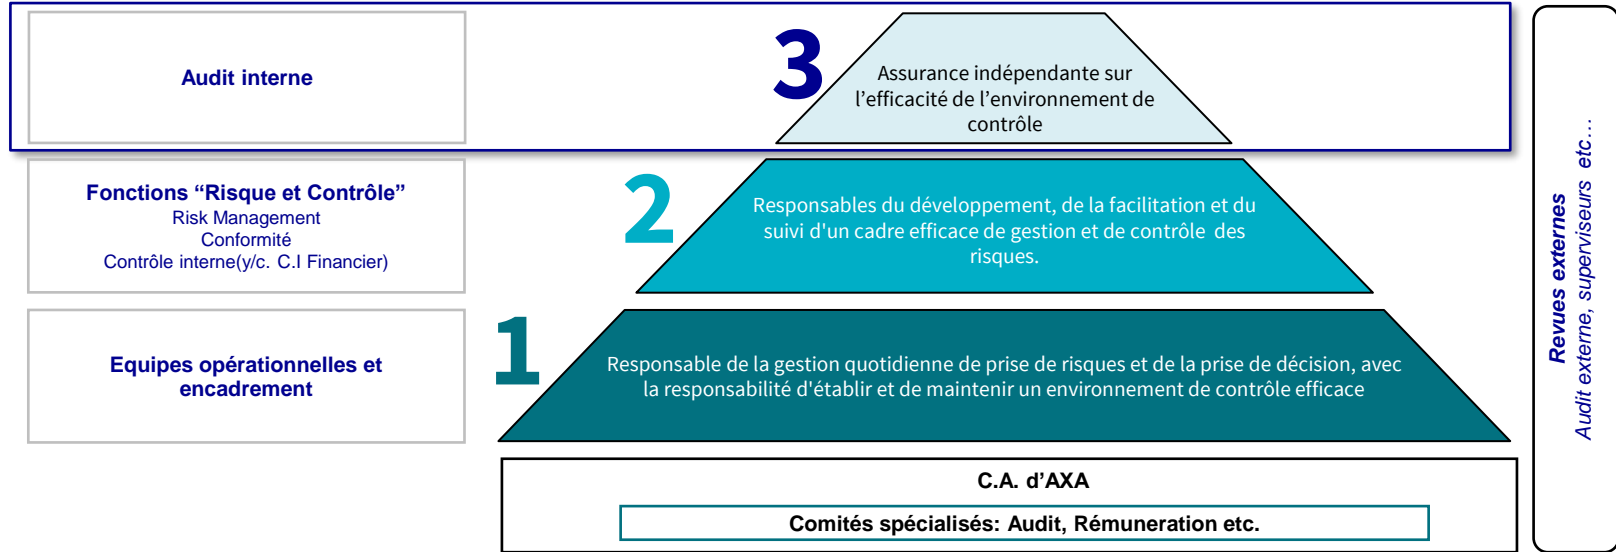 Audit interne
3
Assurance indépendante sur
l’efficacité de l’environnement de
contrôle
Fonctions “Risque et Contrôle”
Risk Management
Conformité
Contrôle interne(y/c. C.I Financier)
2
Responsables du développement, de la facilitation et du
suivi d'un cadre efficace de gestion et de contrôle des
risques.
Equipes opérationnelles et
encadrement
1
Responsable de la gestion quotidienne de prise de risques et de la prise de décision, avec
la responsabilité d'établir et de maintenir un environnement de contrôle efficace
C.A. d’AXA
Comités spécialisés: Audit, Rémuneration etc.
Revues externes
Audit externe, superviseurs etc…